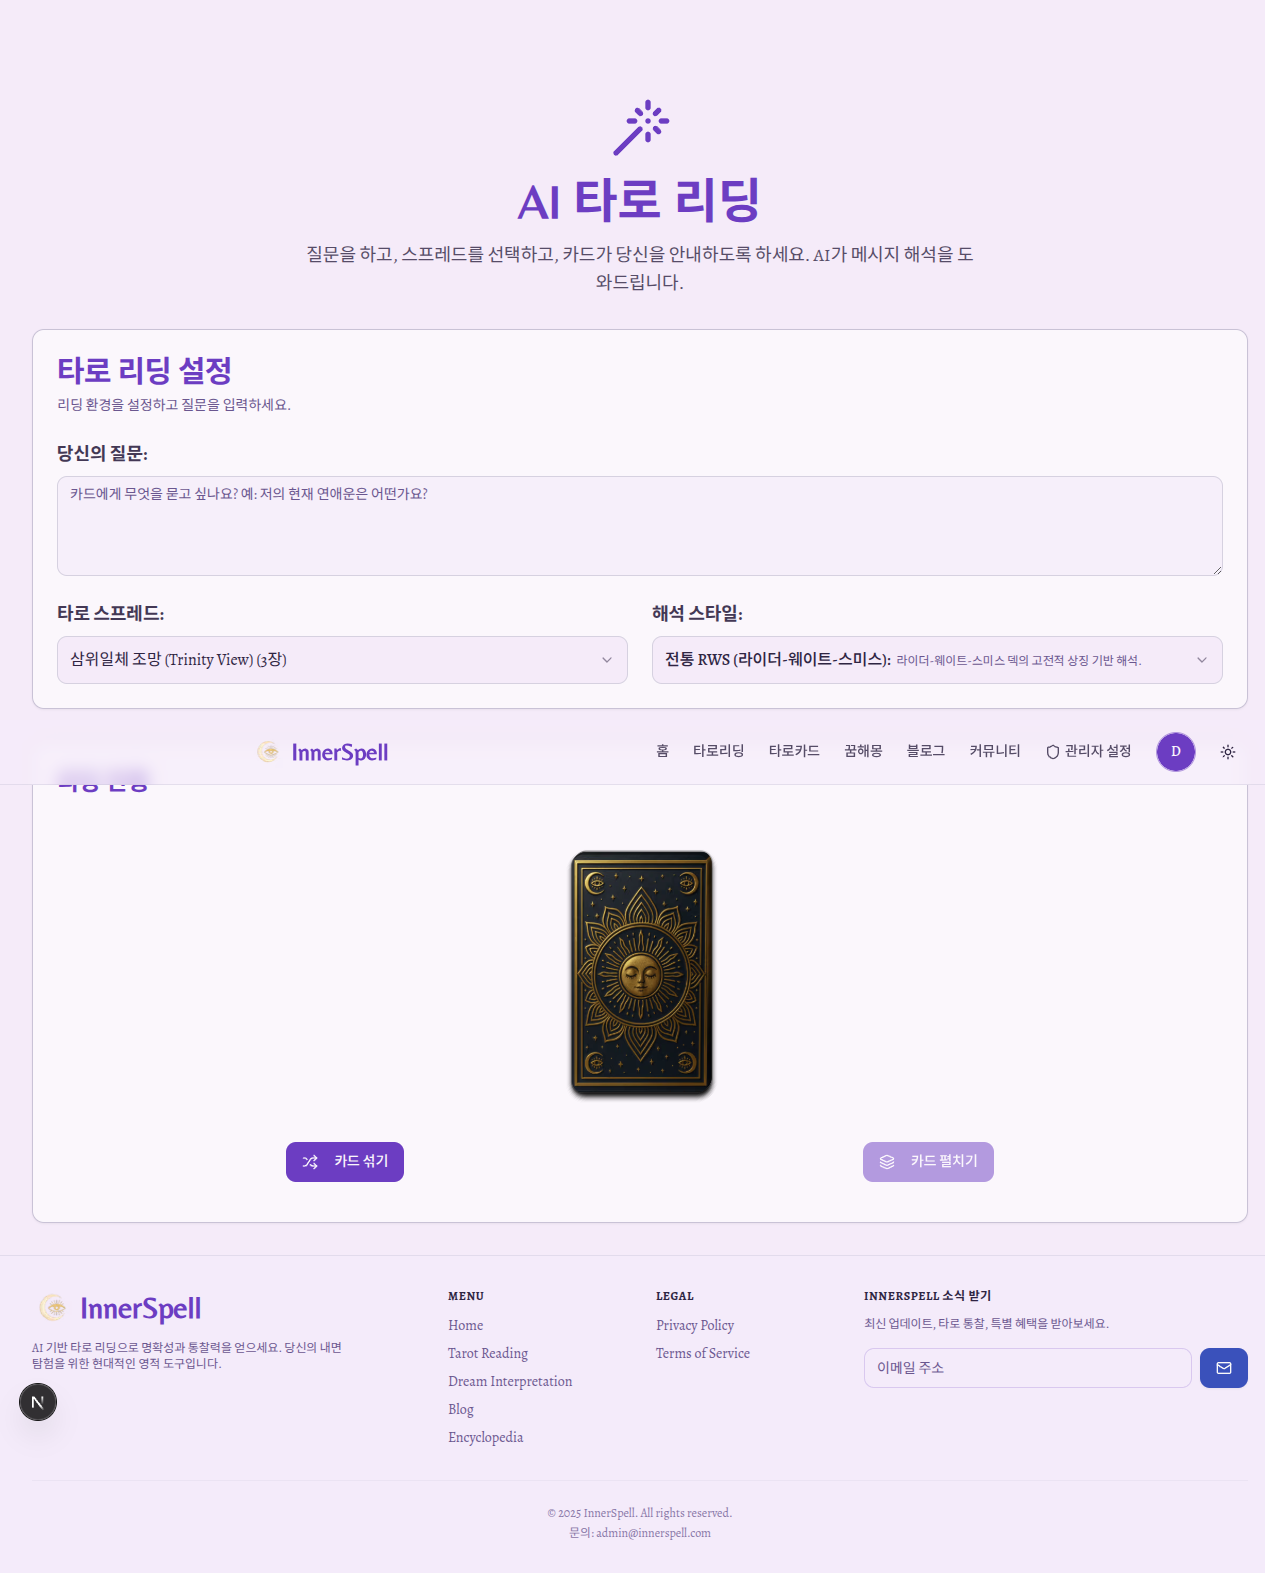 AI 타로 리딩
질문을 하고, 스프레드를 선택하고, 카드가 당신을 안내하도록 하세요. AI가 메시지 해석을 도
와드립니다.
타로 리딩 설정
리딩 환경을 설정하고 질문을 입력하세요.
당신의 질문:
카드에게 무엇을 묻고 싶나요? 예: 저의 현재 연애운은 어떤가요?
타로 스프레드:
삼위일체 조망 (Trinity View) (3장)
해석 스타일:
전통 RWS (라이더-웨이트-스미스): 라이더-웨이트-스미스 덱의 고전적 상징 기반 해석.
InnerSpell
홈 타로리딩 타로카드 꿈해몽 블로그 커뮤니티 관리자 설정 D
카드 섞기
카드 펼치기
InnerSpell
AI 기반 타로 리딩으로 명확성과 통찰력을 얻으세요. 당신의 내면
탐험을 위한 현대적인 영적 도구입니다.
N
MENU
Home
Tarot Reading
Dream Interpretation
Blog
Encyclopedia
LEGAL
Privacy Policy
Terms of Service
INNERSPELL 소식 받기
최신 업데이트, 타로 통찰, 특별 혜택을 받아보세요.
이메일 주소
© 2025 InnerSpell. All rights reserved.
문의: admin@innerspell.com